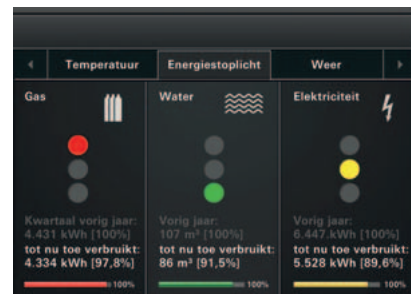 Temperatuur Energiestoplicht Weer
Gas
Kwartaal vorig jaar:
4.431 kWh [100%]
tot nu toe verbruikt:
4.334 kWh [97,8%]
100%
Water
Vorig jaar:
107 m³ [100%]
tot nu toe verbruikt:
86 m³ [91,5%]
100%
Elektriciteit
Vorig jaar:
6.447.kWh [100%]
tot nu toe verbruikt:
5.528 kWh [89,6%]
100%